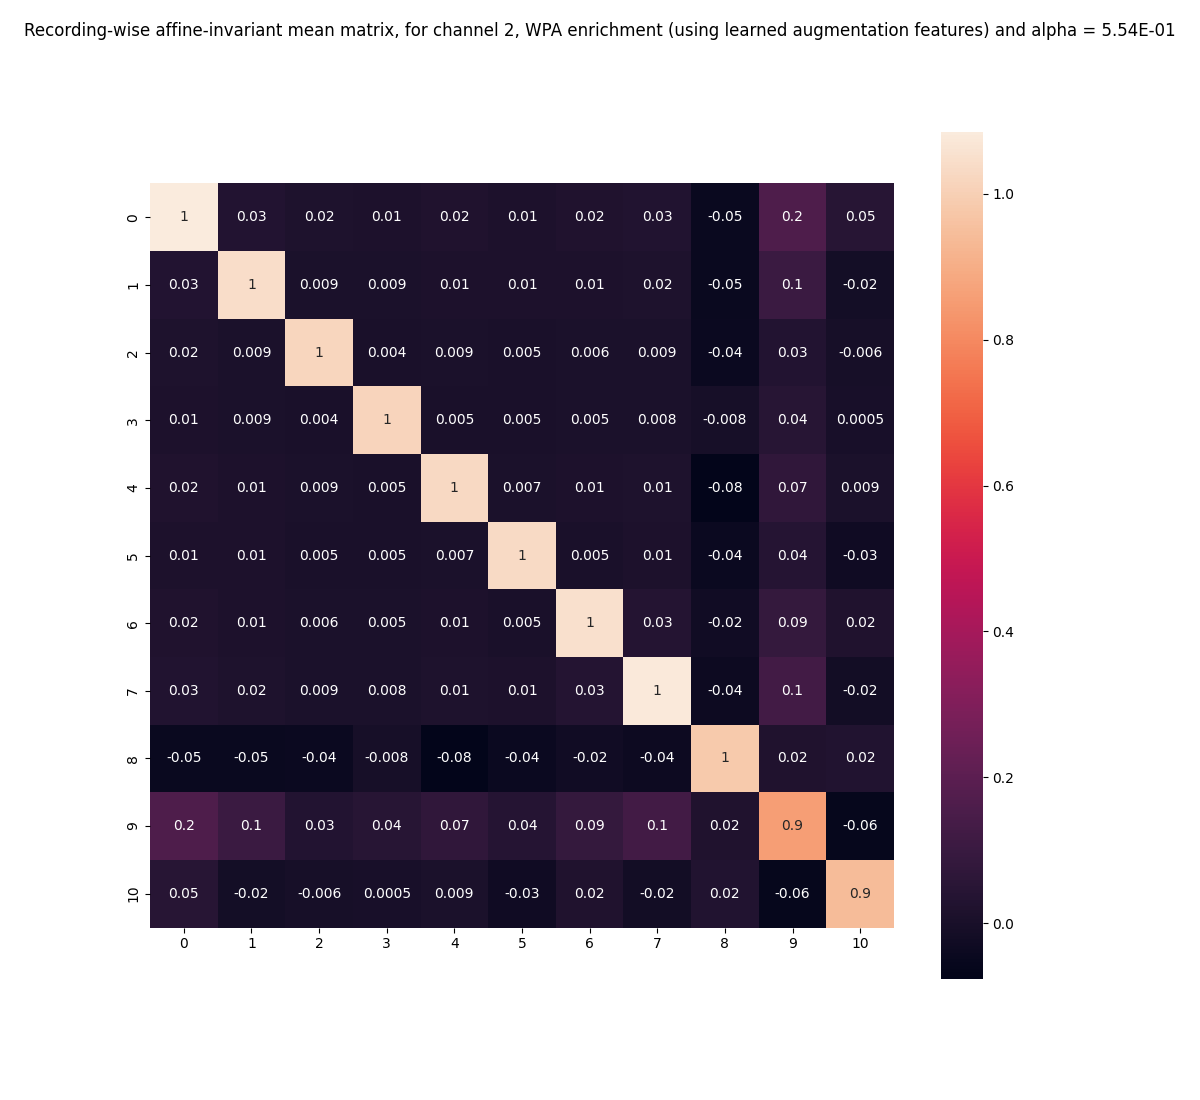 Recording-wise affine-invariant mean matrix, for channel 2, WPA enrichment (using learned augmentation features) and alpha = 5.54E-01
0 1 0.03 0.02 0.01 0.02 0.01 0.02 0.03 -0.05 0.2 0.05
1 0.03 1 0.009 0.009 0.01 0.01 0.01 0.02 -0.05 0.1 -0.02
2 0.02 0.009 1 0.004 0.009 0.005 0.006 0.009 -0.04 0.03 -0.006
3 0.01 0.009 0.004 1 0.005 0.005 0.005 0.008 -0.008 0.04 0.0005
4 0.02 0.01 0.009 0.005 1 0.007 0.01 0.01 -0.08 0.07 0.009
5 0.01 0.01 0.005 0.005 0.007 1 0.005 0.01 -0.04 0.04 -0.03
6 0.02 0.01 0.006 0.005 0.01 0.005 1 0.03 -0.02 0.09 0.02
7 0.03 0.02 0.009 0.008 0.01 0.01 0.03 1 -0.04 0.1 -0.02
8 -0.05 -0.05 -0.04 -0.008 -0.08 -0.04 -0.02 -0.04 1 0.02 0.02
9 0.2 0.1 0.03 0.04 0.07 0.04 0.09 0.1 0.02 0.9 -0.06
10 0.05 -0.02 -0.006 0.0005 0.009 -0.03 0.02 -0.02 0.02 -0.06 0.9
0 1 2 3 4 5 6 7 8 9 10
1.0
0.8
0.6
0.4
0.2
0.0